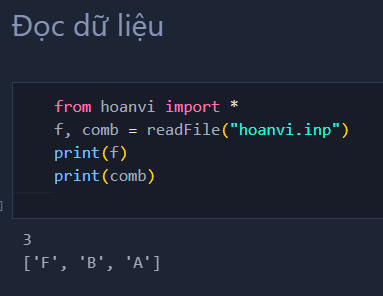 Đọc dữ liệu
from hoanvi import *
f, comb = readFile("hoanvi.inp")
print(f)
print(comb)
]
3
['F', 'B', 'A']